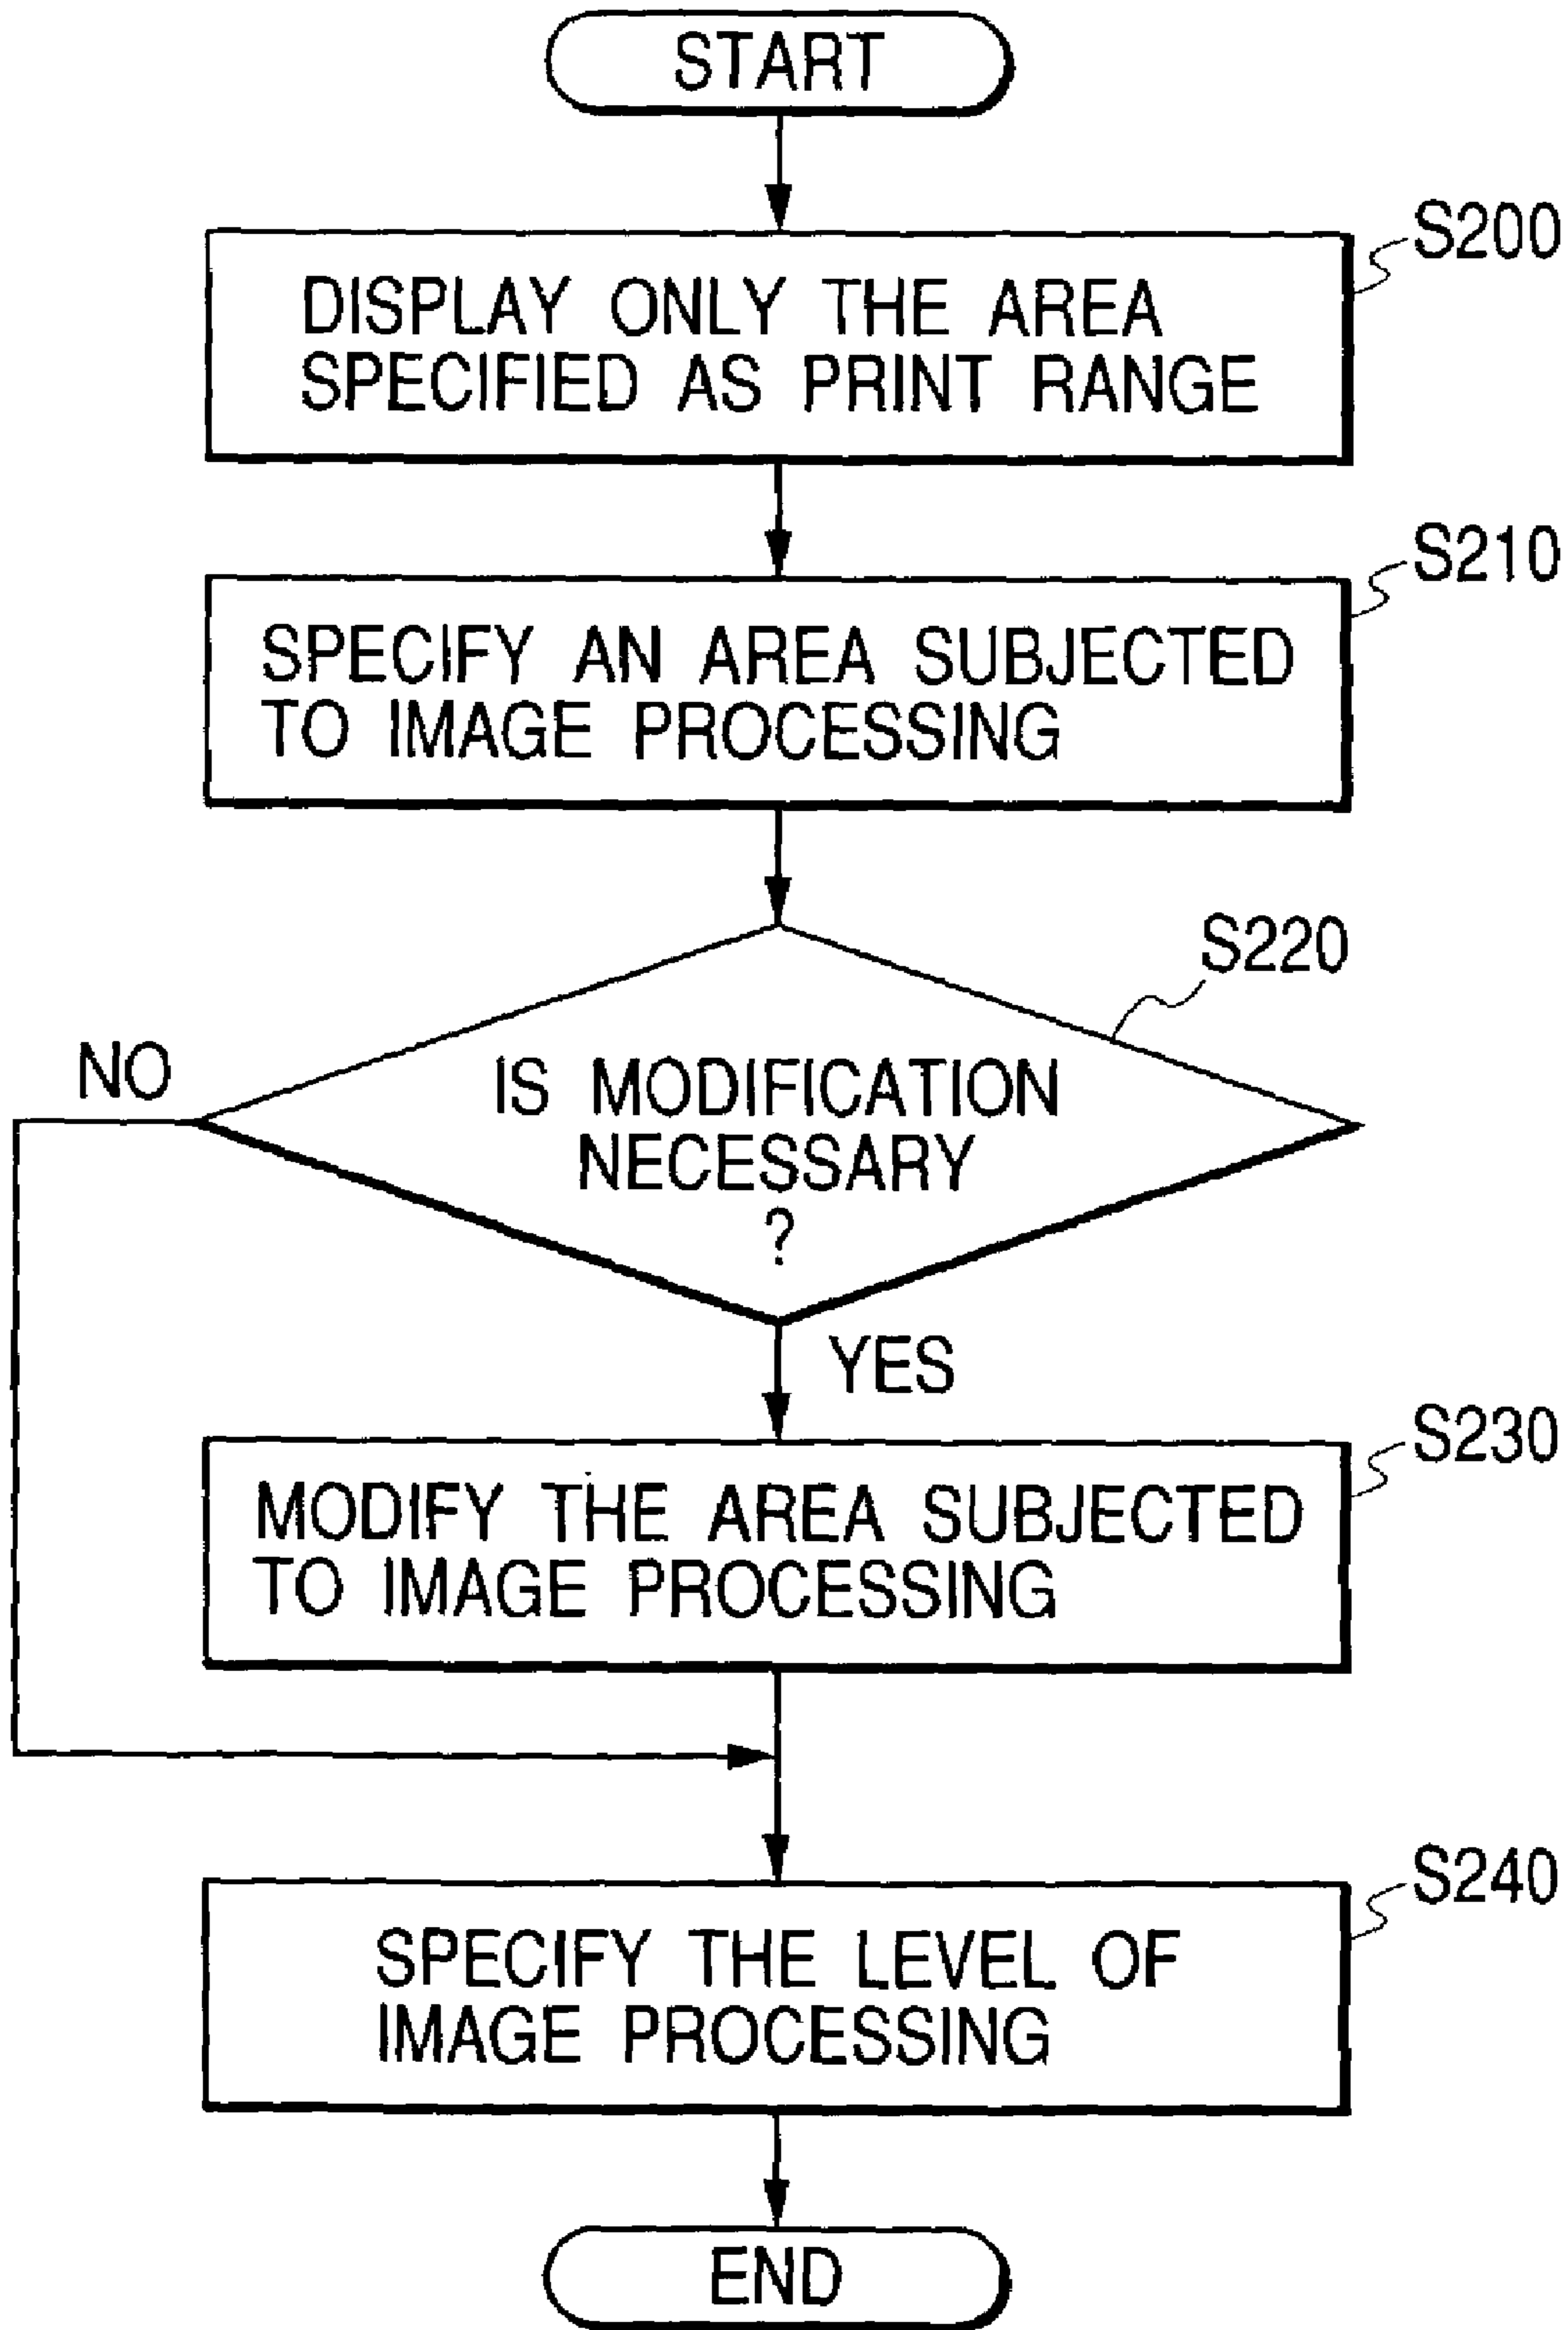 START
S200
DISPLAY ONLY THE AREA
SPECIFIED AS PRINT RANGE
S210
SPECIFY AN AREA SUBJECTED
TO IMAGE PROCESSING
S220
NO
IS MODIFICATION
NECESSARY
?
YES
S230
MODIFY THE AREA SUBJECTED
TO IMAGE PROCESSING
S240
SPECIFY THE LEVEL OF
IMAGE PROCESSING
END